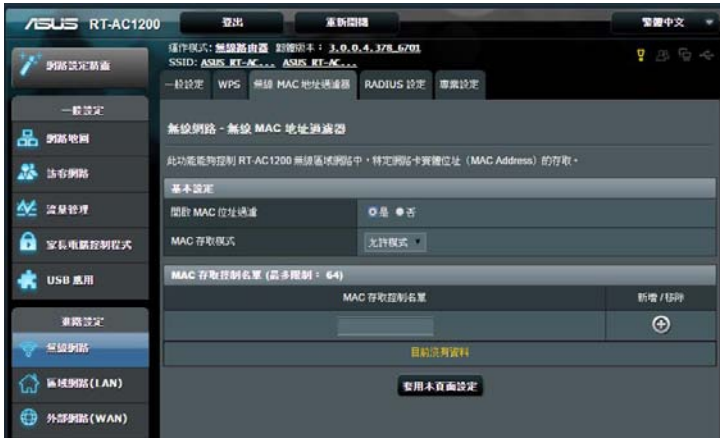 ASUS RT-AC1200
登出
重新開機
繁體中文
運作模式: 無線路由器 韌體版本: 3.0.0.4.378_6701
SSID: ASUS_RT-AC... ASUS_RT-AC...
網路設定精靈
一般設定
網路地圖
訪客網路
流量管理
家長電腦控制程式
USB 應用
進階設定
無線網路
區域網路(LAN)
外部網路(WAN)
一般設定 WPS 無線 MAC 地址過濾器 RADIUS 設定 專業設定
無線網路 - 無線 MAC 地址過濾器
此功能能夠控制 RT-AC1200 無線區域網路中，特定網路卡實體位址（MAC Address）的存取。
基本設定
開啟 MAC 位址過濾 是 否
MAC 存取模式 允許模式
MAC 存取控制名單 (最多限制: 64)
MAC 存取控制名單 新增 / 移除
目前沒有資料
套用本頁面設定